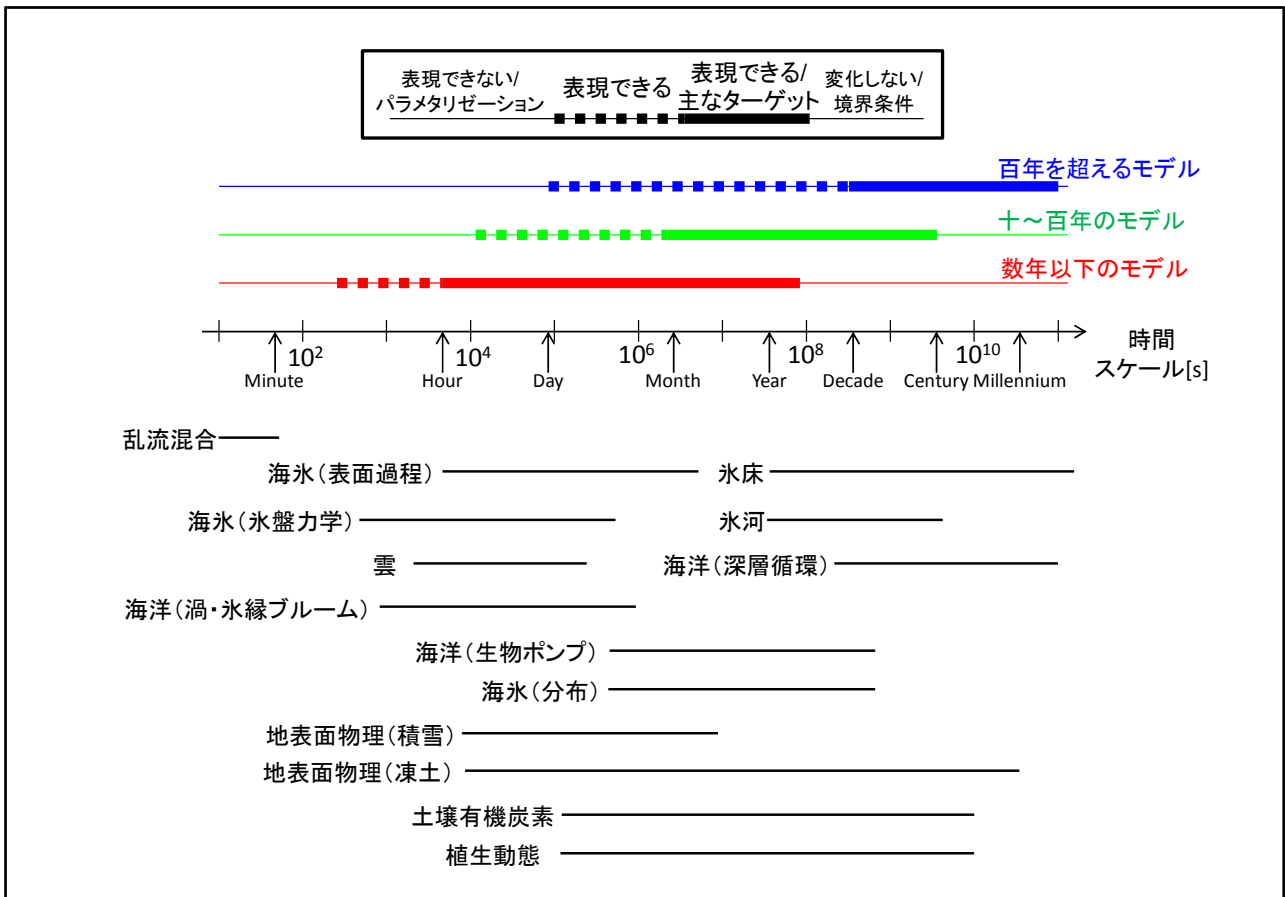 表現できない/
パラメタリゼーション
表現できる
表現できる/
主なターゲット
変化しない/
境界条件
百年を超えるモデル
十～百年のモデル
数年以下のモデル
10²
10⁴
10⁶
10⁸
10¹⁰
時間
スケール[s]
Minute
Hour
Day
Month
Year
Decade
Century
Millennium
乱流混合
海氷(表面過程)
氷床
海氷(氷盤力学)
氷河
雲
海洋(深層循環)
海洋(渦・氷縁ブルーム)
海洋(生物ポンプ)
海氷(分布)
地表面物理(積雪)
地表面物理(凍土)
土壌有機炭素
植生動態